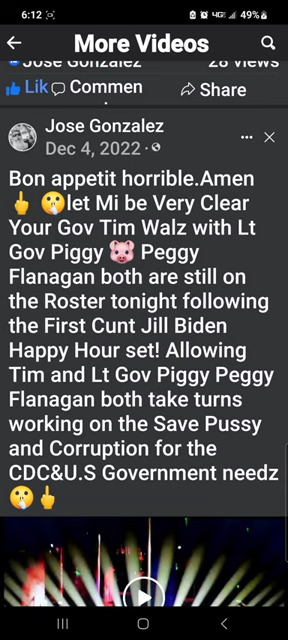 6:12 4G 49%
More Videos
Jose Gonzalez 28 Views
Lik Commen Share
Jose Gonzalez
Dec 4, 2022
Bon appetit horrible.Amen
🖕 🤫let Mi be Very Clear
Your Gov Tim Walz with Lt
Gov Piggy 🐷 Peggy
Flanagan both are still on
the Roster tonight following
the First Cunt Jill Biden
Happy Hour set! Allowing
Tim and Lt Gov Piggy Peggy
Flanagan both take turns
working on the Save Pussy
and Corruption for the
CDC&U.S Government needz
🤫🖕